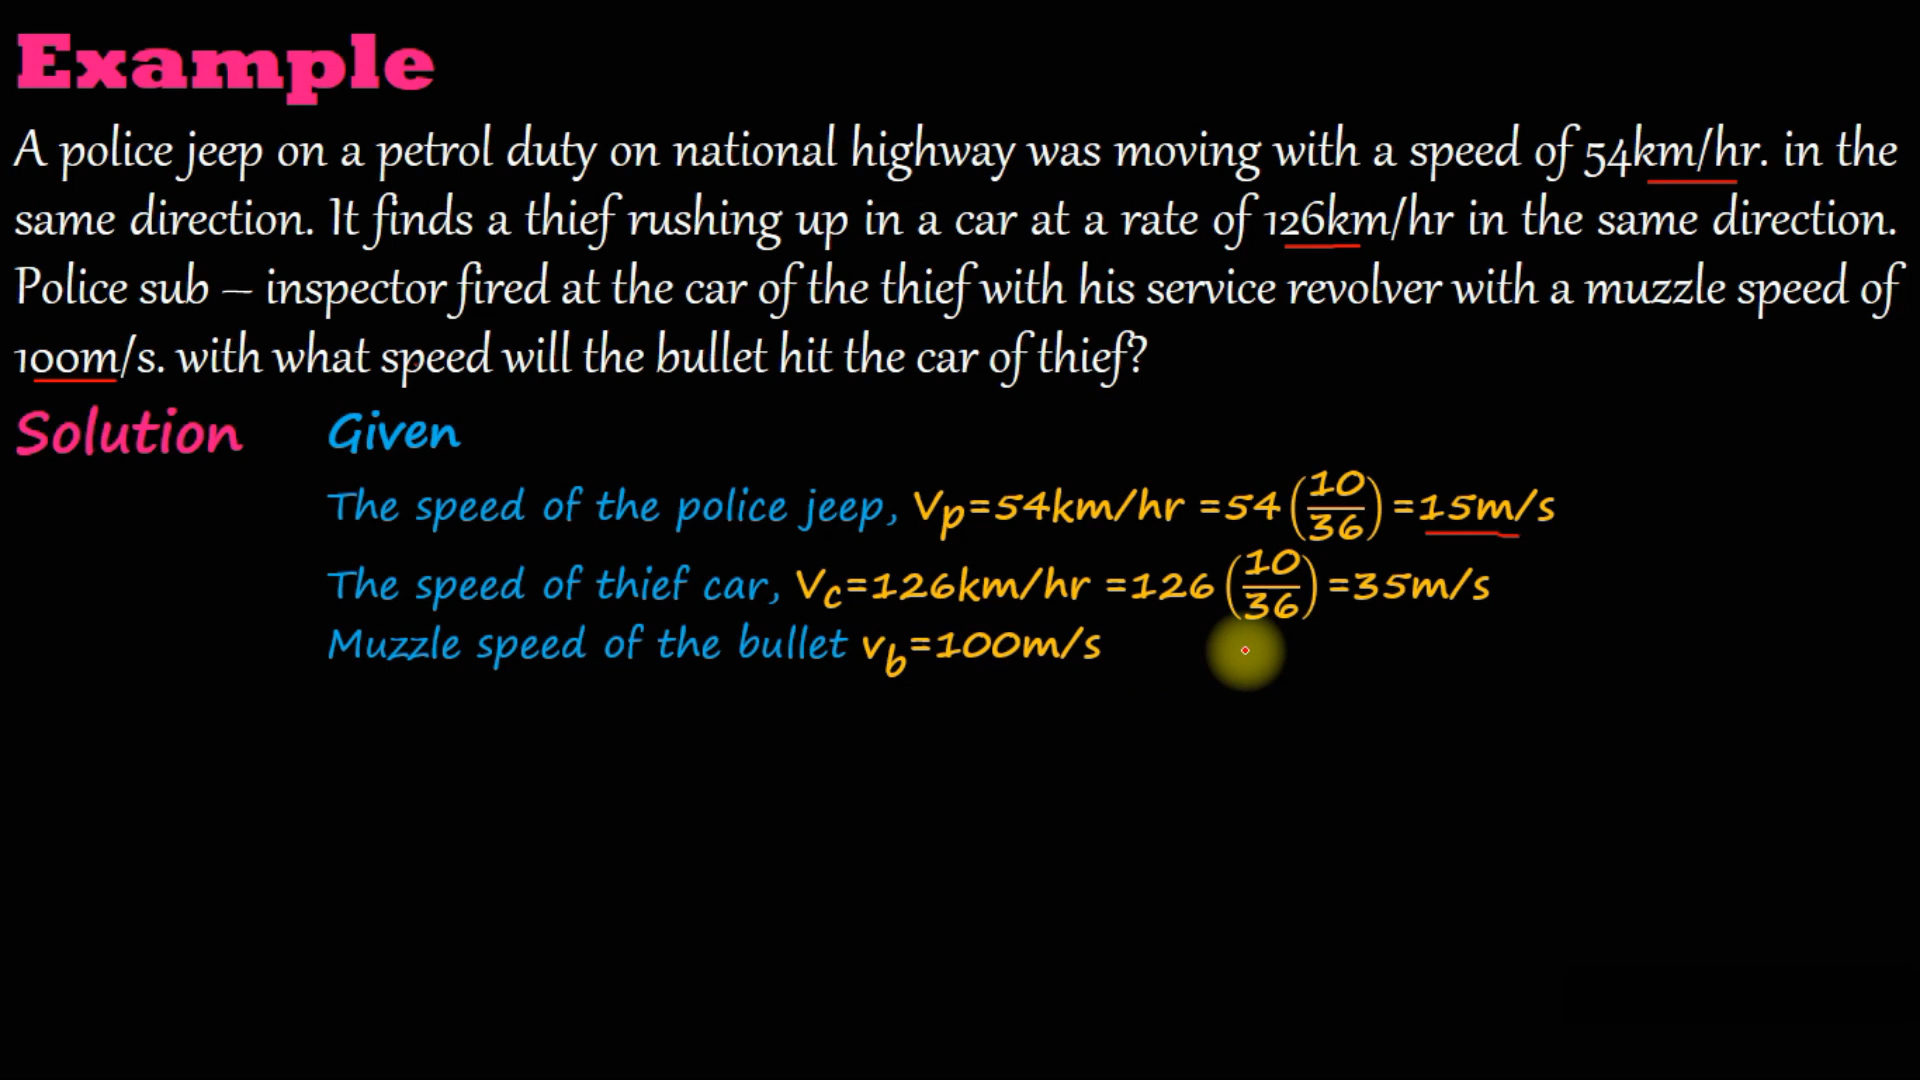 Example
A police jeep on a petrol duty on national highway was moving with a speed of 54km/hr. in the
same direction. It finds a thief rushing up in a car at a rate of 126km/hr in the same direction.
Police sub – inspector fired at the car of the thief with his service revolver with a muzzle speed of
100m/s. with what speed will the bullet hit the car of thief?
Solution Given
The speed of the police jeep, Vp=54km/hr =54(10/36)=15m/s
The speed of thief car, Vc=126km/hr =126(10/36)=35m/s
Muzzle speed of the bullet vb=100m/s